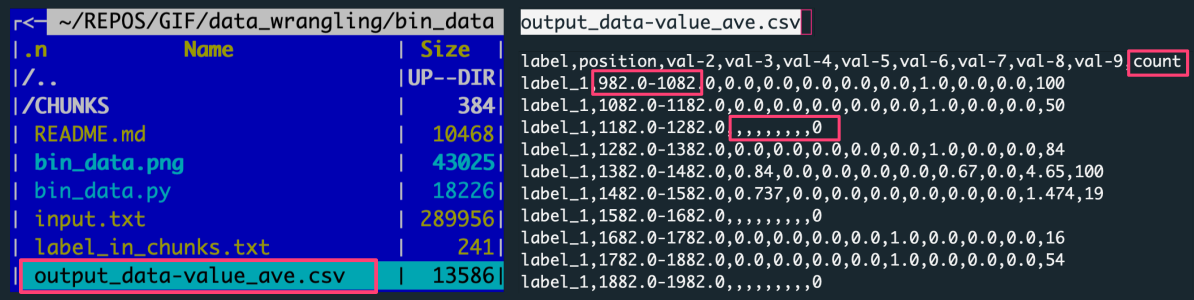 ┌<─ ~/REPOS/GIF/data_wrangling/bin_data
|.n Name | Size |
|/.. |UP--DIR|
|/CHUNKS | 384|
| README.md | 10468|
| bin_data.png | 43025|
| bin_data.py | 18226|
| input.txt | 289956|
| label_in_chunks.txt | 241|
| output_data-value_ave.csv | 13586|
output_data-value_ave.csv
label,position,val-2,val-3,val-4,val-5,val-6,val-7,val-8,val-9,count
label_1,982.0-1082.0,0.0,0.0,0.0,0.0,0.0,1.0,0.0,0.0,100
label_1,1082.0-1182.0,0.0,0.0,0.0,0.0,0.0,1.0,0.0,0.0,50
label_1,1182.0-1282.0,,,,,,,,,0
label_1,1282.0-1382.0,0.0,0.0,0.0,0.0,0.0,1.0,0.0,0.0,84
label_1,1382.0-1482.0,0.84,0.0,0.0,0.0,0.0,0.67,0.0,4.65,100
label_1,1482.0-1582.0,0.737,0.0,0.0,0.0,0.0,0.0,0.0,1.474,19
label_1,1582.0-1682.0,,,,,,,,,0
label_1,1682.0-1782.0,0.0,0.0,0.0,0.0,1.0,0.0,0.0,0.0,16
label_1,1782.0-1882.0,0.0,0.0,0.0,0.0,1.0,0.0,0.0,0.0,54
label_1,1882.0-1982.0,,,,,,,,,0